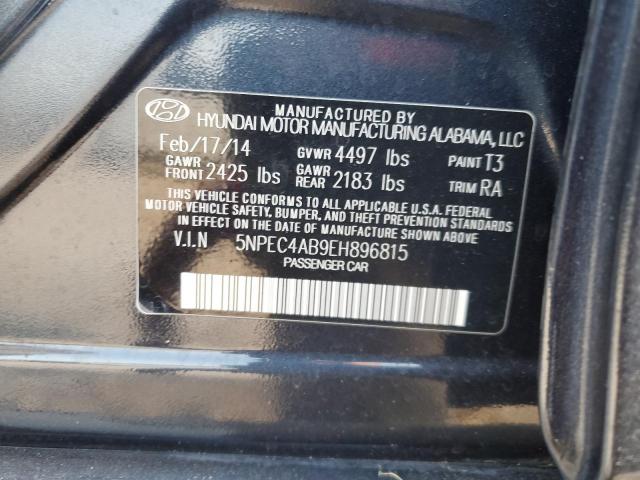 MANUFACTURED BY
HYUNDAI MOTOR MANUFACTURING ALABAMA, LLC
Feb/17/14 GVWR 4497 lbs PAINT T3
GAWR FRONT 2425 lbs GAWR REAR 2183 lbs TRIM RA
THIS VEHICLE CONFORMS TO ALL APPLICABLE U.S.A. FEDERAL
MOTOR VEHICLE SAFETY, BUMPER, AND THEFT PREVENTION STANDARDS
IN EFFECT ON THE DATE OF MANUFACTURE SHOWN ABOVE
V.I.N 5NPEC4AB9EH896815
PASSENGER CAR